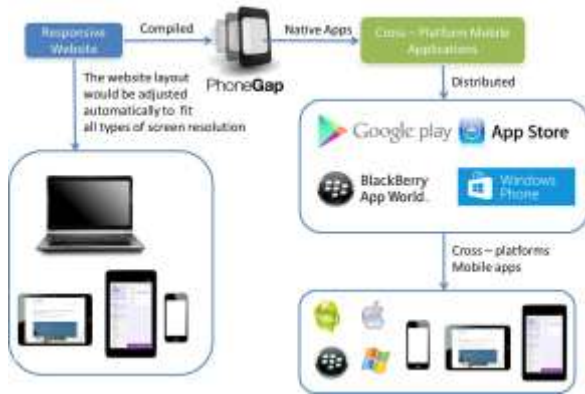 Responsive
Website
Compiled
PhoneGap
Native Apps
Cross – Platform Mobile
Applications
The website layout
would be adjusted
automatically to fit
all types of screen resolution
Distributed
Google play
App Store
BlackBerry
App World.
Windows
Phone
Cross – platforms
Mobile apps